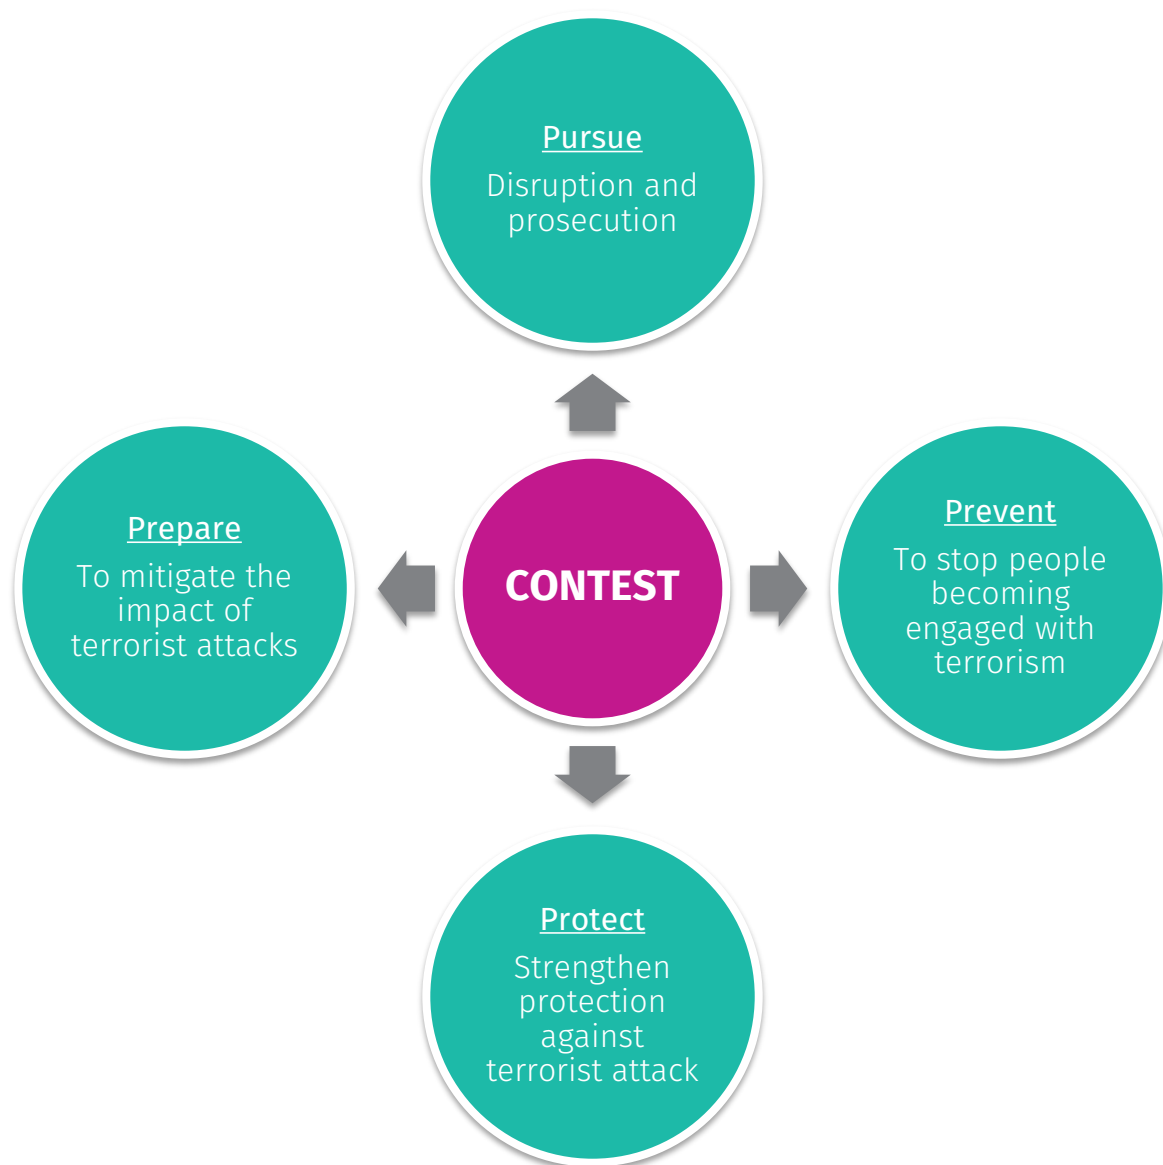 Pursue
Disruption and
prosecution
Prepare
To mitigate the
impact of
terrorist attacks
CONTEST
Prevent
To stop people
becoming
engaged with
terrorism
Protect
Strengthen
protection
against
terrorist attack